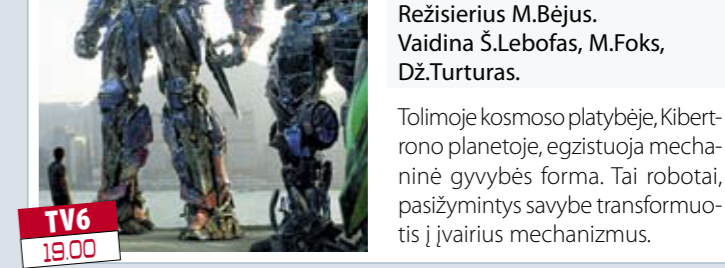 Režisierius M.Bėjus.
Vaidina Š.Lebofas, M.Foks,
Dž.Turturas.
Tolimoje kosmoso platybėje, Kibert-
rono planetoje, egzistuoja mecha-
ninė gyvybės forma. Tai robotai,
pasižymintys savybe transformuo-
tis į įvairius mechanizmus.
TV6
19.00